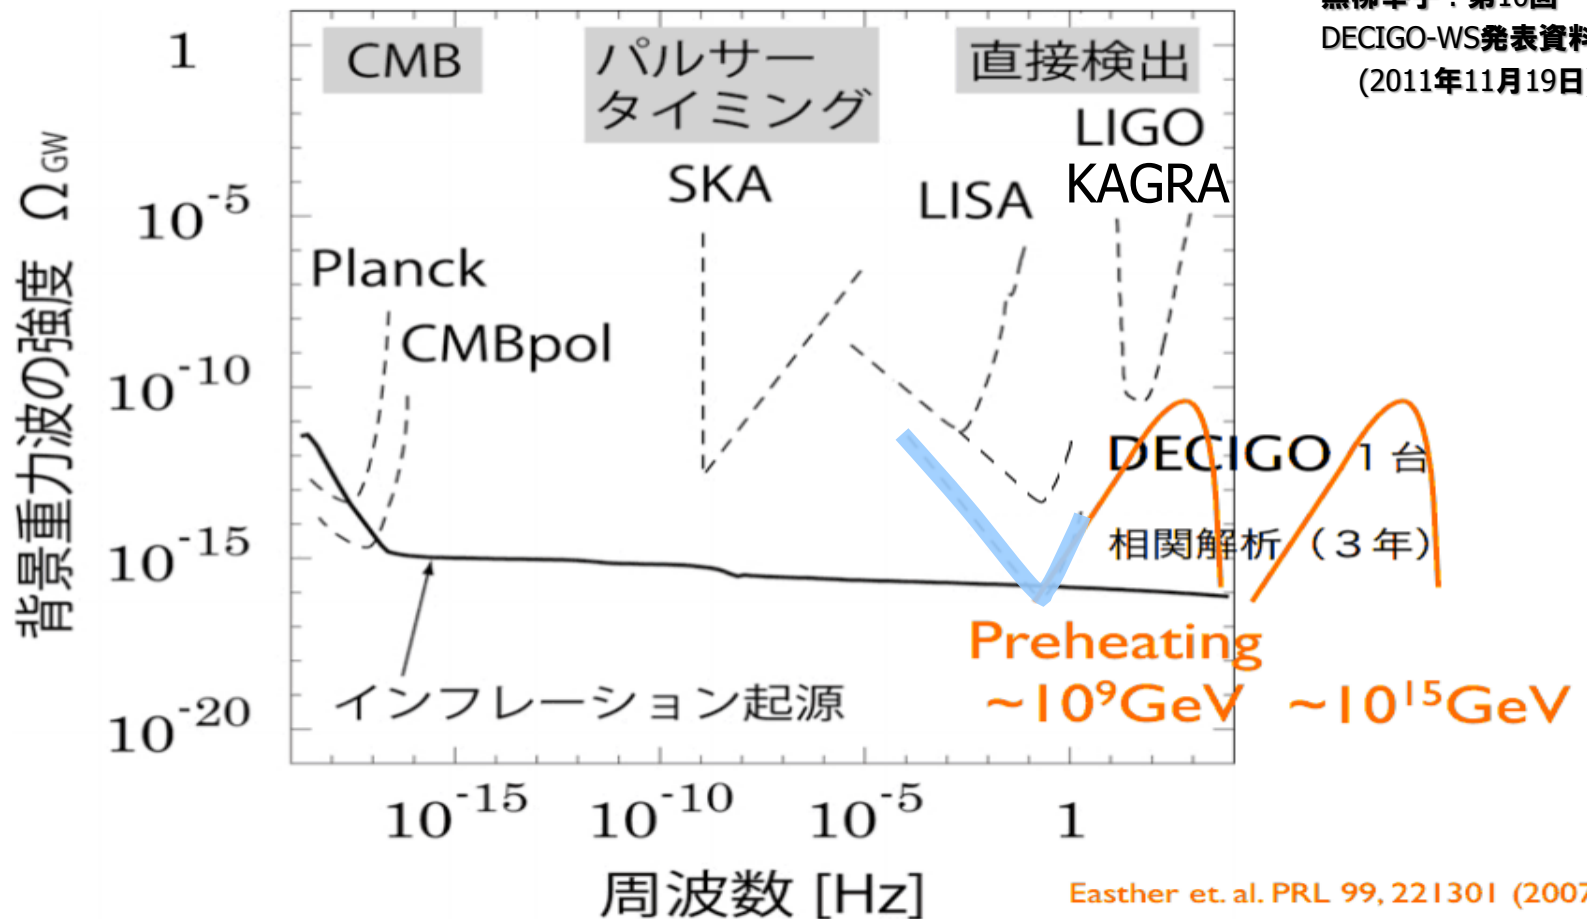 第10回
DECIGO-WS発表資料
(2011年11月19日
1
CMB
パルサー
タイミング
直接検出
LIGO
KAGRA
SKA
LISA
10⁻⁵
Planck
CMBpol
10⁻¹⁰
DECIGO 1台
相関解析（３年）
10⁻¹⁵
Preheating
~10⁹GeV
~10¹⁵GeV
インフレーション起源
10⁻²⁰
背景重力波の強度 Ω GW
10⁻¹⁵
10⁻¹⁰
10⁻⁵
1
周波数 [Hz]
Easther et. al. PRL 99, 221301 (2007